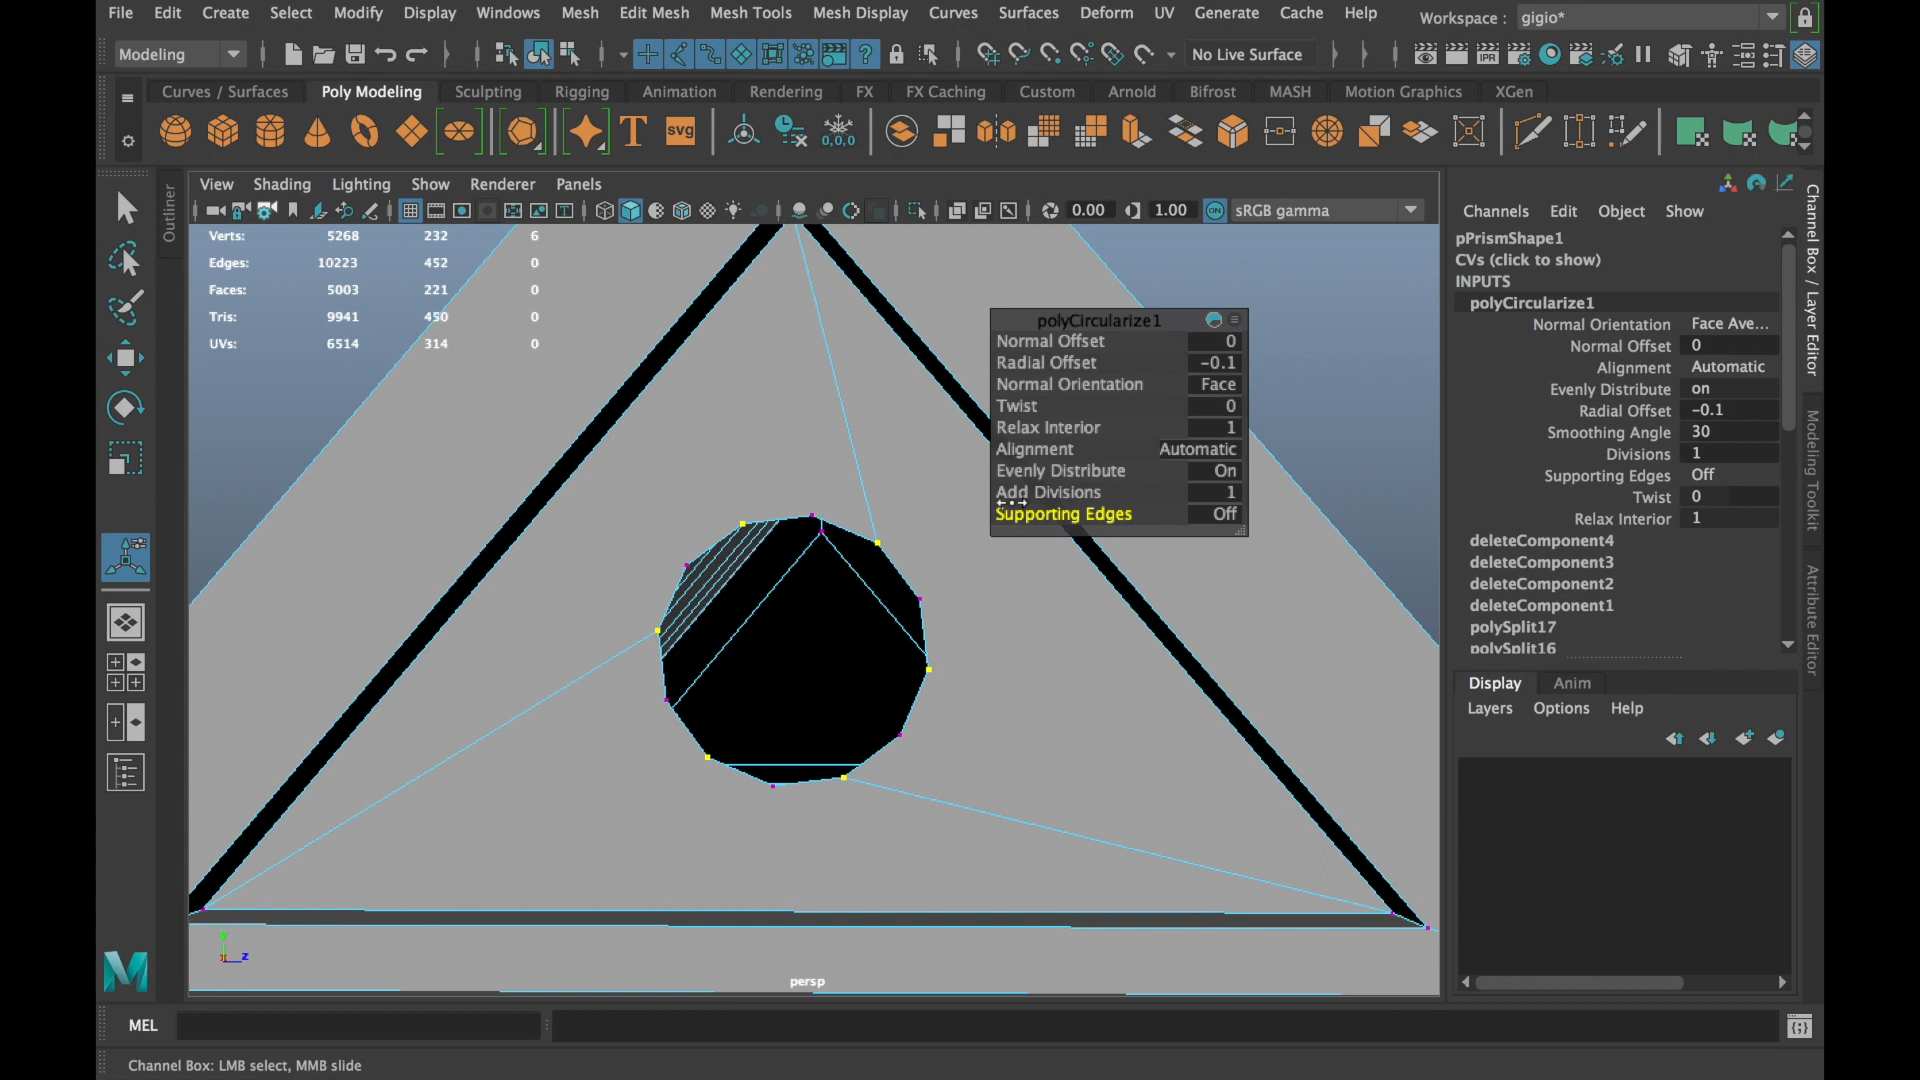 File Edit Create Select Modify Display Windows Mesh Edit Mesh Mesh Tools Mesh Display Curves Surfaces Deform UV Generate Cache Help Workspace : gigio*
Modeling No Live Surface
Curves / Surfaces Poly Modeling Sculpting Rigging Animation Rendering FX FX Caching Custom Arnold Bifrost MASH Motion Graphics XGen
T svg 0,0,0
Outliner
View Shading Lighting Show Renderer Panels
0.00 1.00 ON sRGB gamma
Verts: 5268 232 6
Edges: 10223 452 0
Faces: 5003 221 0
Tris: 9941 450 0
UVs: 6514 314 0
polyCircularize1
Normal Offset 0
Radial Offset -0.1
Normal Orientation Face
Twist 0
Relax Interior 1
Alignment Automatic
Evenly Distribute On
Add Divisions 1
Supporting Edges Off
y
z
persp
Channels Edit Object Show
pPrismShape1
CVs (click to show)
INPUTS
polyCircularize1
Normal Orientation Face Ave...
Normal Offset 0
Alignment Automatic
Evenly Distribute on
Radial Offset -0.1
Smoothing Angle 30
Divisions 1
Supporting Edges Off
Twist 0
Relax Interior 1
deleteComponent4
deleteComponent3
deleteComponent2
deleteComponent1
polySplit17
polySplit16
Display Anim
Layers Options Help
Channel Box / Layer Editor
Modeling Toolkit
Attribute Editor
MEL
Channel Box: LMB select, MMB slide